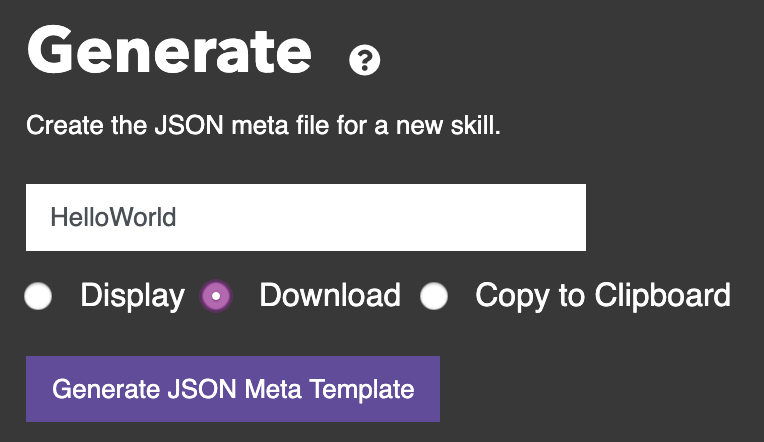 Generate ?
Create the JSON meta file for a new skill.
HelloWorld
Display Download Copy to Clipboard
Generate JSON Meta Template